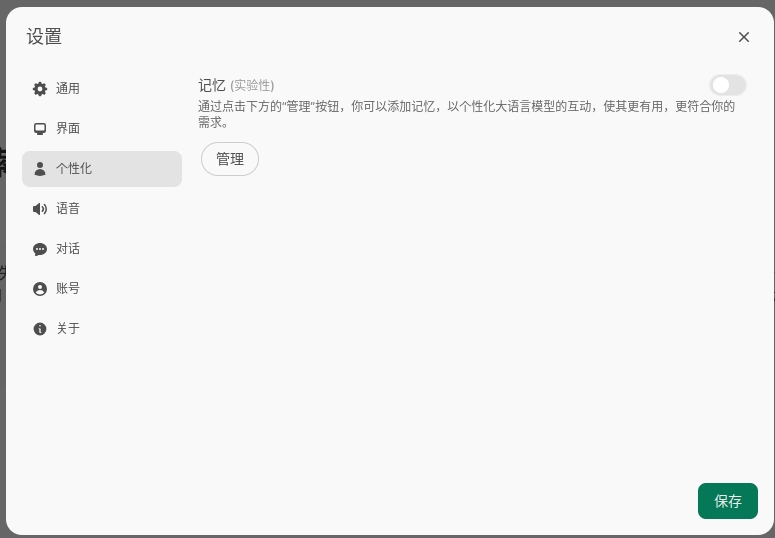 设置
通用
界面
个性化
语音
对话
账号
关于
记忆 (实验性)
通过点击下方的“管理”按钮，你可以添加记忆，以个性化大语言模型的互动，使其更有用，更符合你的
需求。
管理
保存